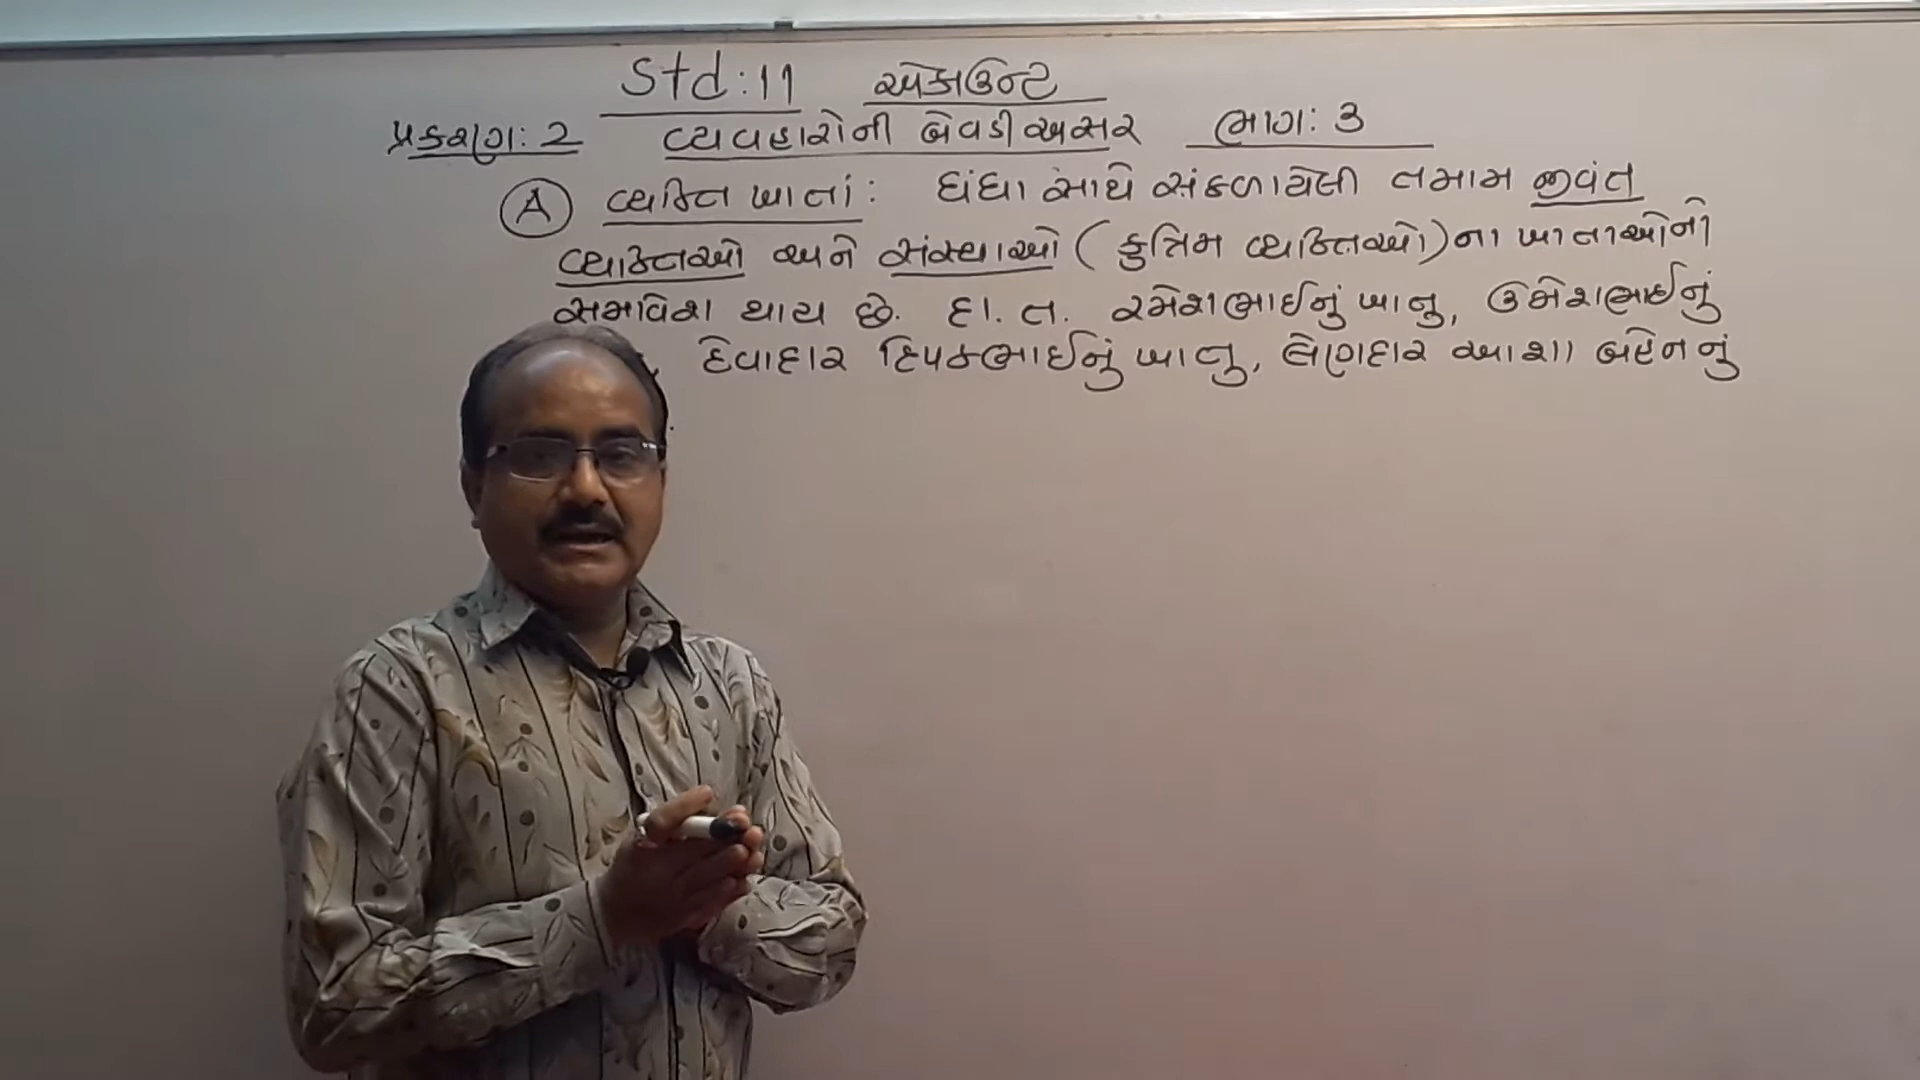 Std : 11 એકાઉન્ટ
પ્રકરણ : 2 વ્યવહારોની બેવડી અસર ભાગ : 3
A વ્યક્તિ ખાતાં : ધંધા સાથે સંકળાયેલી તમામ જીવંત
વ્યક્તિઓ અને સંસ્થાઓ ( કુત્રિમ વ્યક્તિઓ ) ના ખાતાઓનો
સમાવેશ થાય છે. દા. ત. રમેશભાઈનું ખાતુ, ઉમેશભાઈનું
, દેવાદાર દિપકભાઈનું ખાતુ, લેણદાર આશા બહેનનું